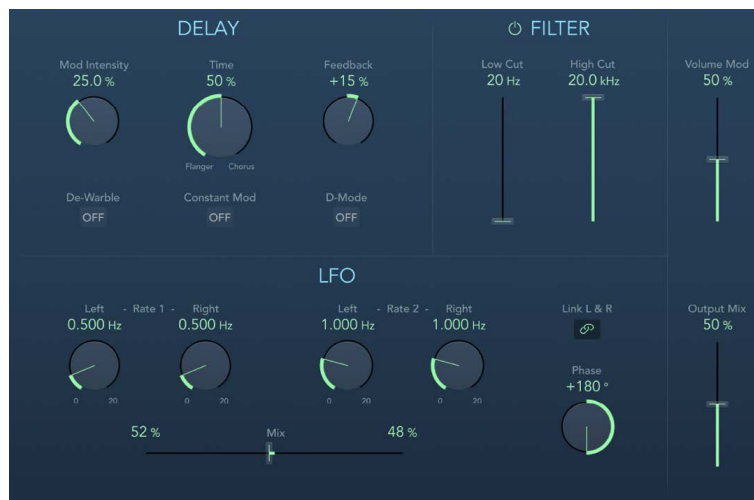 DELAY
Mod Intensity
25.0 %
Time
50 %
Feedback
+15 %
Flanger Chorus
De-Warble
OFF
Constant Mod
OFF
D-Mode
OFF
FILTER
Low Cut
20 Hz
High Cut
20.0 kHz
Volume Mod
50 %
LFO
Left - Rate 1 - Right
0.500 Hz 0.500 Hz
0 20 0 20
Left - Rate 2 - Right
1.000 Hz 1.000 Hz
0 20 0 20
52 % Mix 48 %
Link L & R
Phase
+180 °
Output Mix
50 %